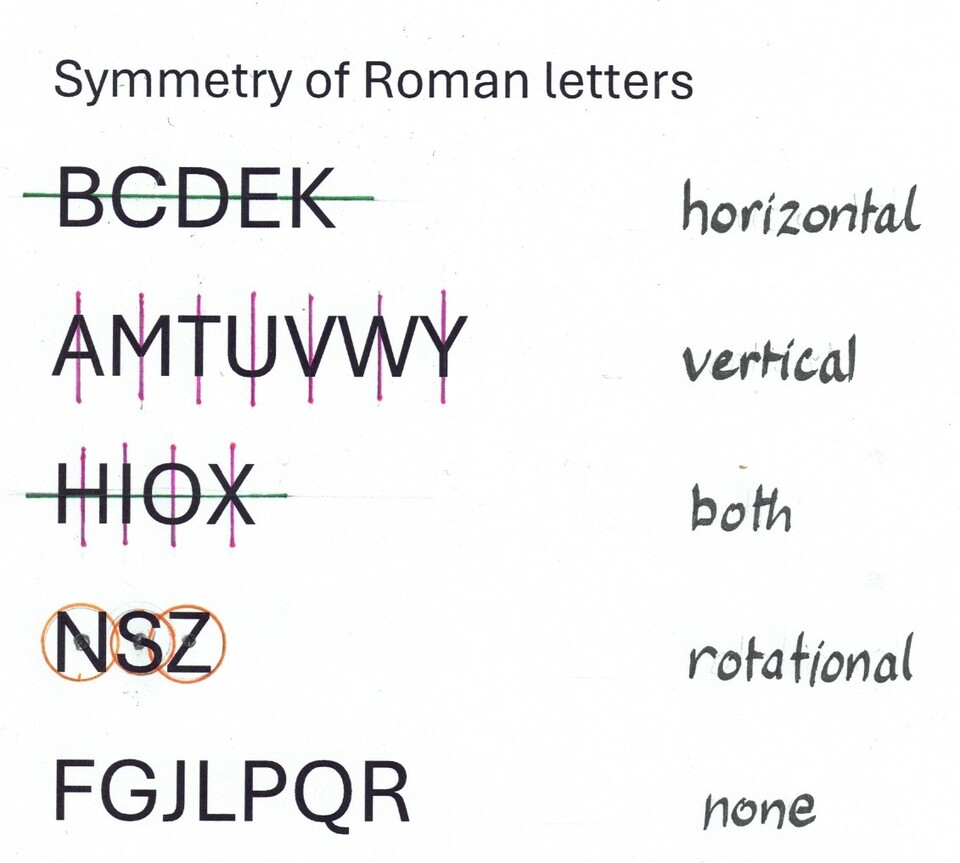 Symmetry of Roman letters
BCDEK horizontal
AMTUVWY vertical
HIOX both
NSZ rotational
FGJLPQR none